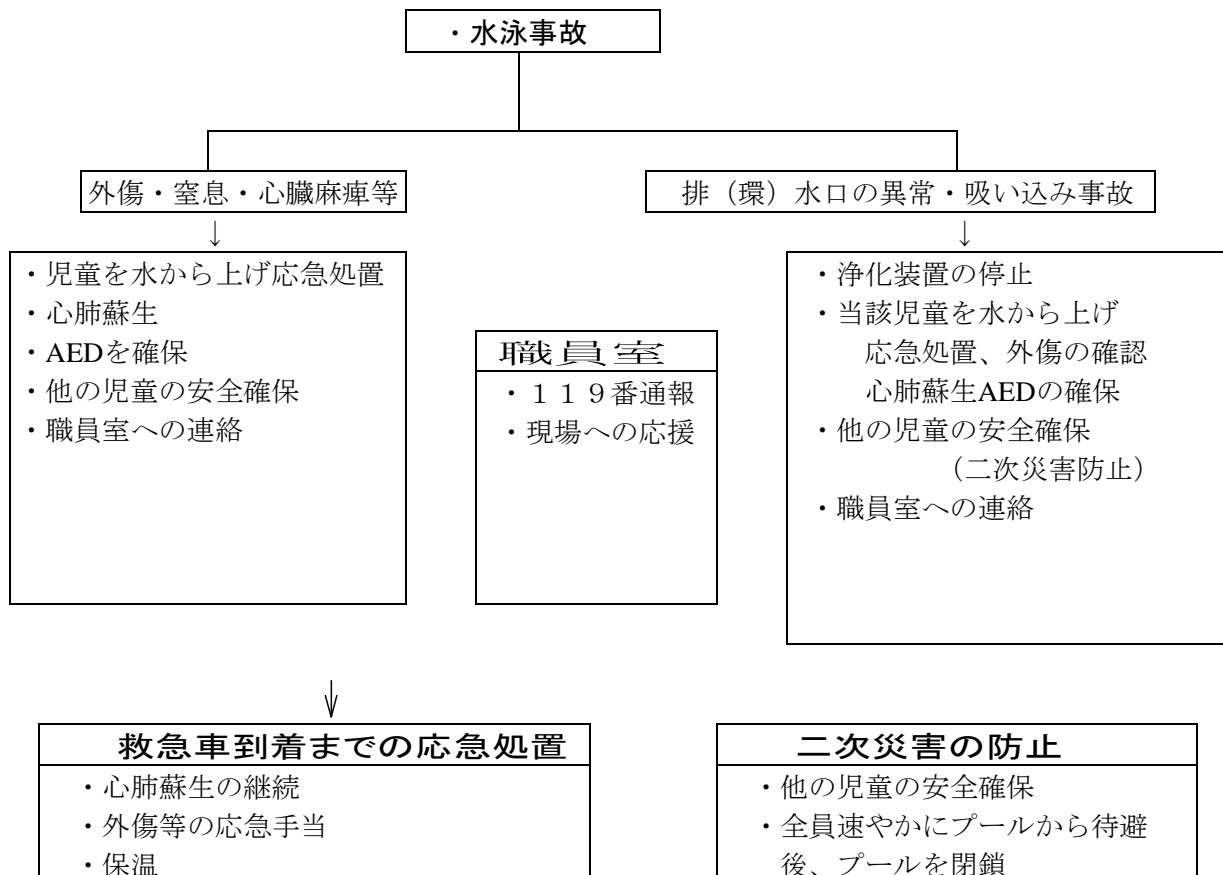 ・水泳事故
外傷・窒息・心臓麻痺等
排（環）水口の異常・吸い込み事故
↓
↓
・児童を水から上げ応急処置
・心肺蘇生
・AEDを確保
・他の児童の安全確保
・職員室への連絡
職員室
・１１９番通報
・現場への応援
・浄化装置の停止
・当該児童を水から上げ
応急処置、外傷の確認
心肺蘇生AEDの確保
・他の児童の安全確保
（二次災害防止）
・職員室への連絡
救急車到着までの応急処置
・心肺蘇生の継続
・外傷等の応急手当
・保温
二次災害の防止
・他の児童の安全確保
・全員速やかにプールから待避
後、プールを閉鎖